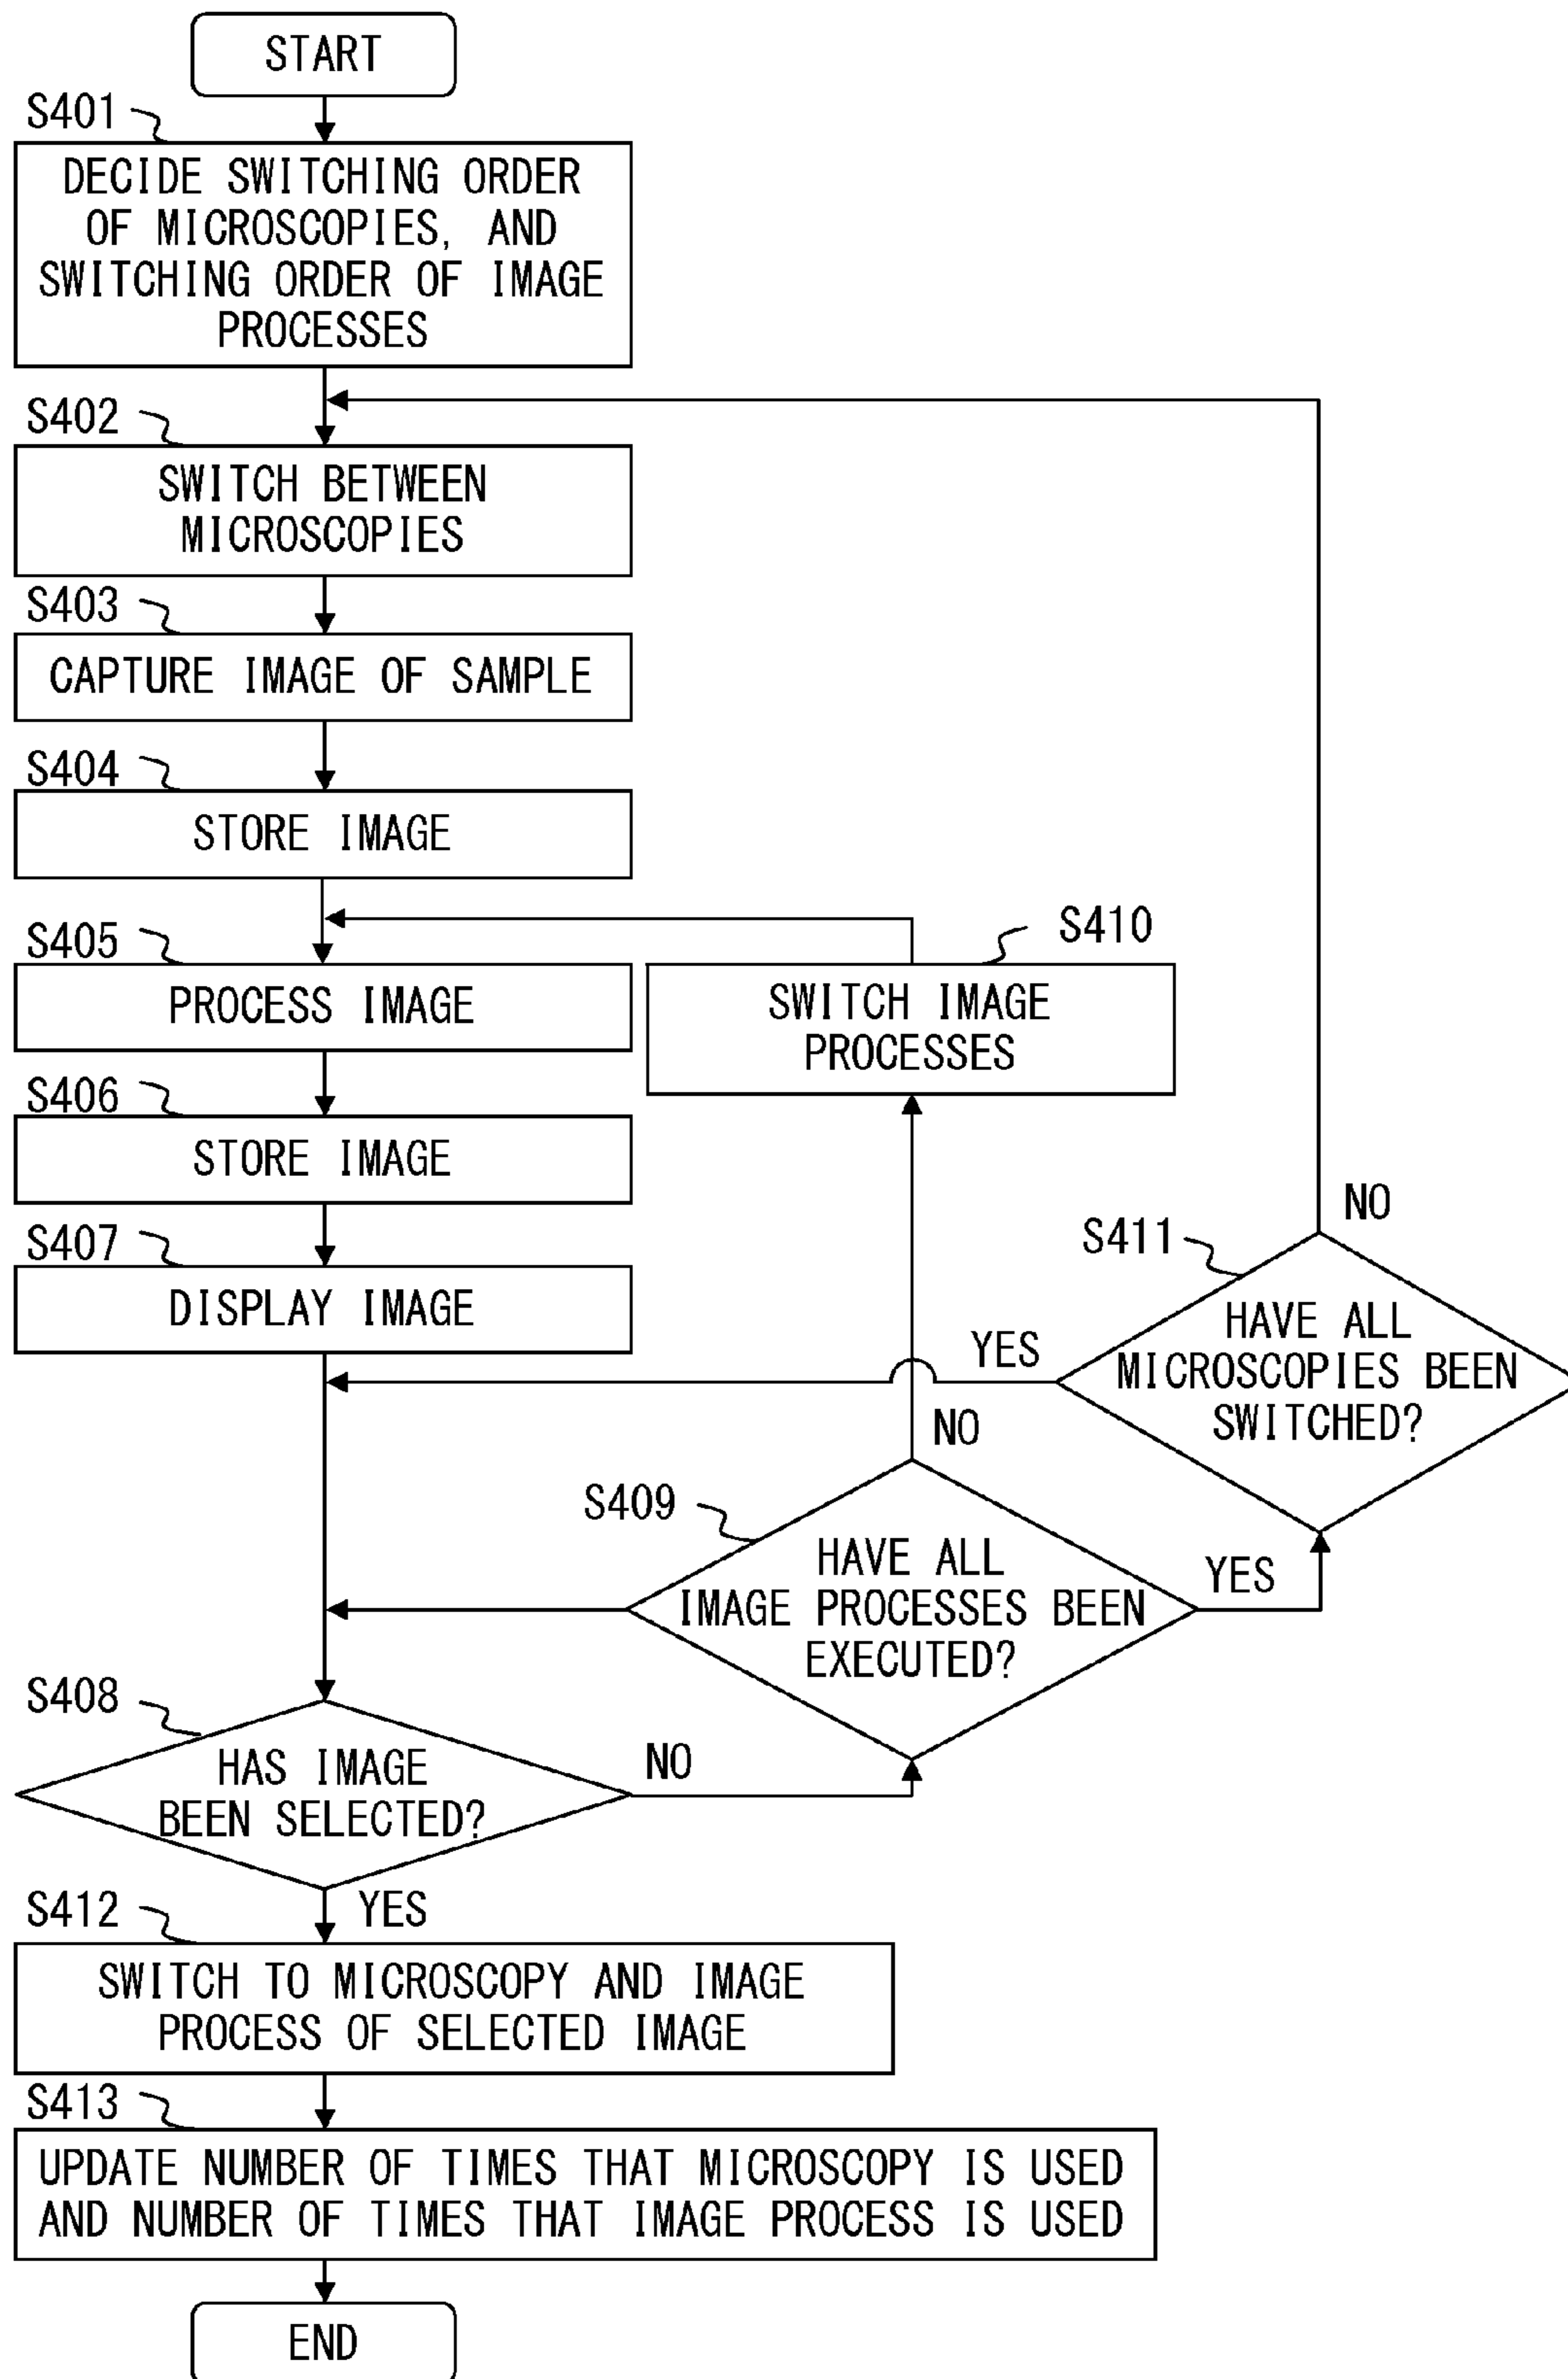 START
S401
DECIDE SWITCHING ORDER
OF MICROSCOPIES, AND
SWITCHING ORDER OF IMAGE
PROCESSES
S402
SWITCH BETWEEN
MICROSCOPIES
S403
CAPTURE IMAGE OF SAMPLE
S404
STORE IMAGE
S405
PROCESS IMAGE
S410
SWITCH IMAGE
PROCESSES
S406
STORE IMAGE
S407
DISPLAY IMAGE
S411
NO
HAVE ALL
MICROSCOPIES BEEN
SWITCHED?
YES
S409
NO
HAVE ALL
IMAGE PROCESSES BEEN
EXECUTED?
YES
S408
HAS IMAGE
BEEN SELECTED?
NO
YES
S412
SWITCH TO MICROSCOPY AND IMAGE
PROCESS OF SELECTED IMAGE
S413
UPDATE NUMBER OF TIMES THAT MICROSCOPY IS USED
AND NUMBER OF TIMES THAT IMAGE PROCESS IS USED
END